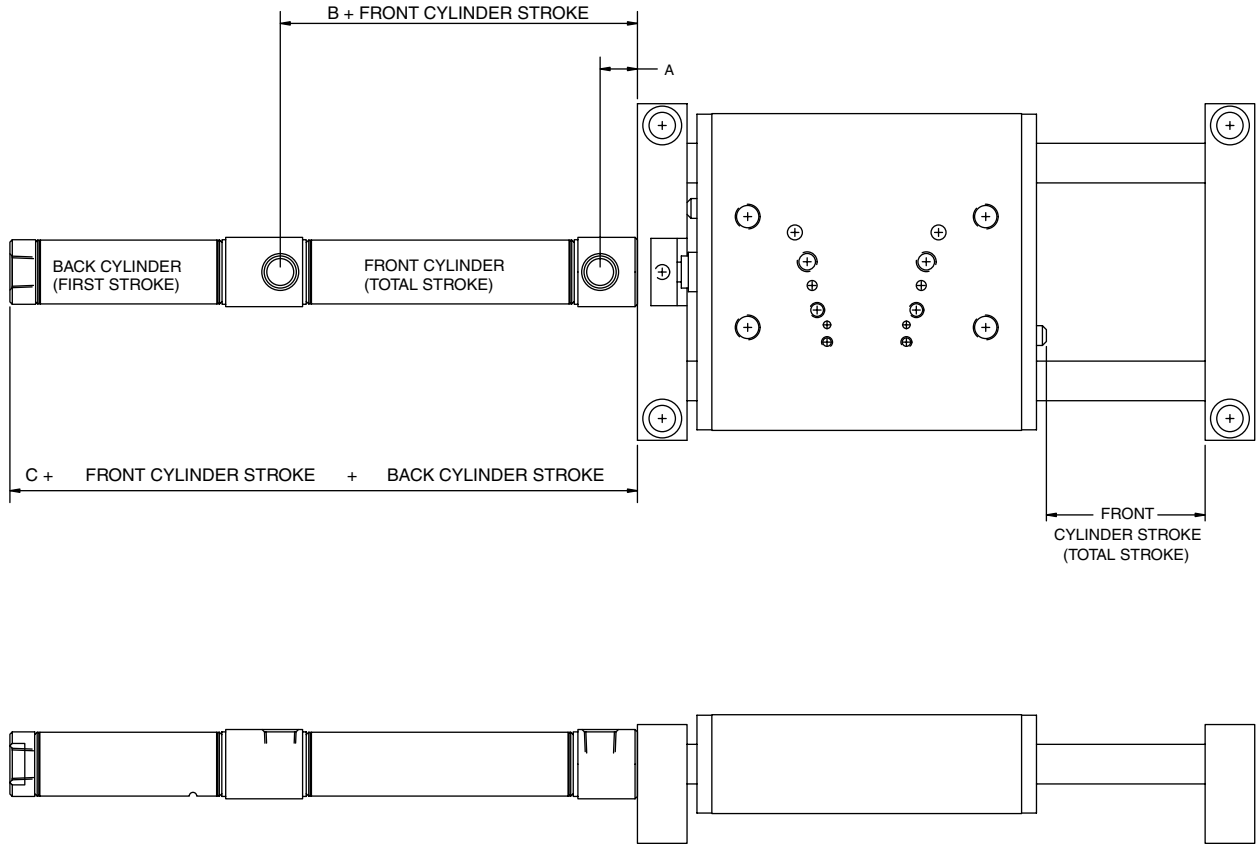 B + FRONT CYLINDER STROKE
A
BACK CYLINDER
(FIRST STROKE)
FRONT CYLINDER
(TOTAL STROKE)
C + FRONT CYLINDER STROKE + BACK CYLINDER STROKE
FRONT
CYLINDER STROKE
(TOTAL STROKE)